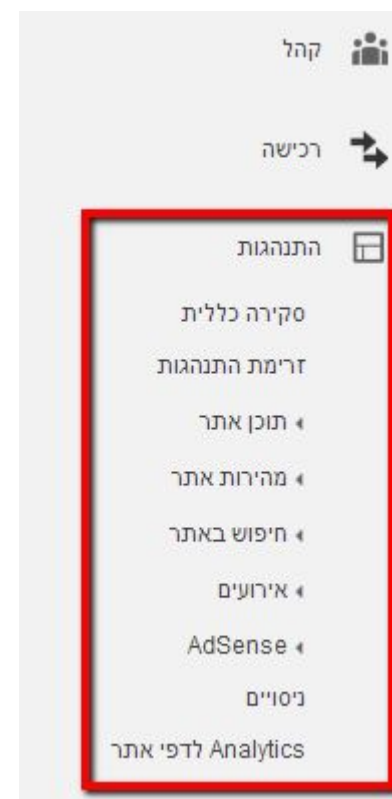 קהל
רכישה
התנהגות
סקירה כללית
זרימת התנהגות
תוכן אתר
מהירות אתר
חיפוש באתר
אירועים
AdSense
ניסויים
Analytics לדפי אתר